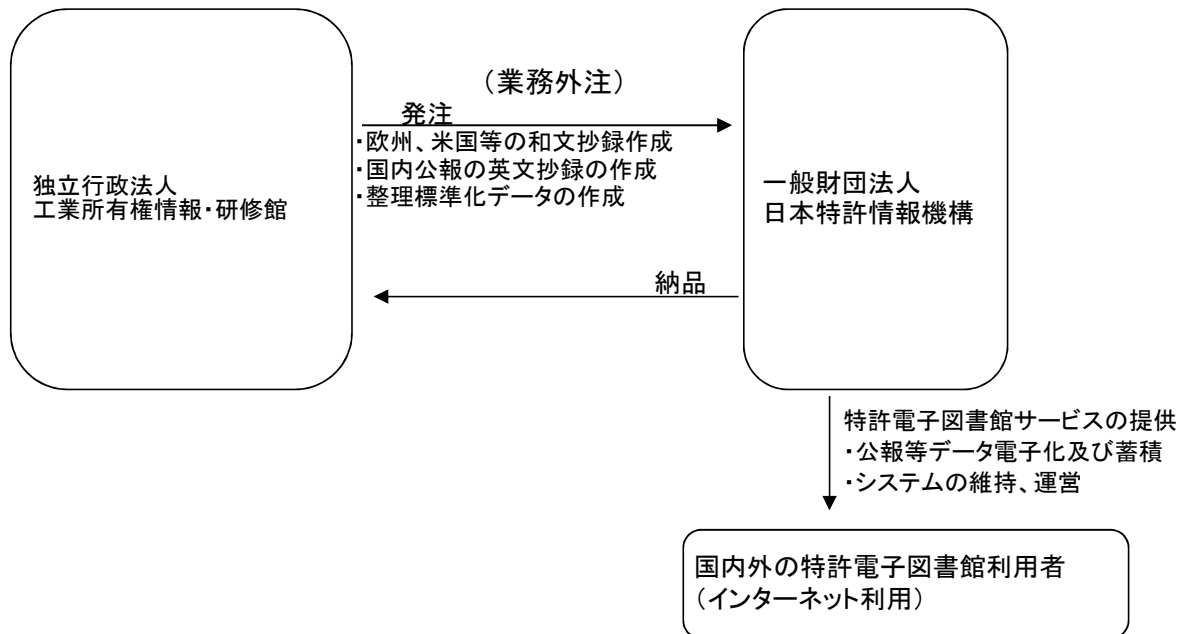 (業務外注)
発注
・欧州、米国等の和文抄録作成
・国内公報の英文抄録の作成
・整理標準化データの作成
独立行政法人
工業所有権情報・研修館
一般財団法人
日本特許情報機構
納品
特許電子図書館サービスの提供
・公報等データ電子化及び蓄積
・システムの維持、運営
国内外の特許電子図書館利用者
(インターネット利用)